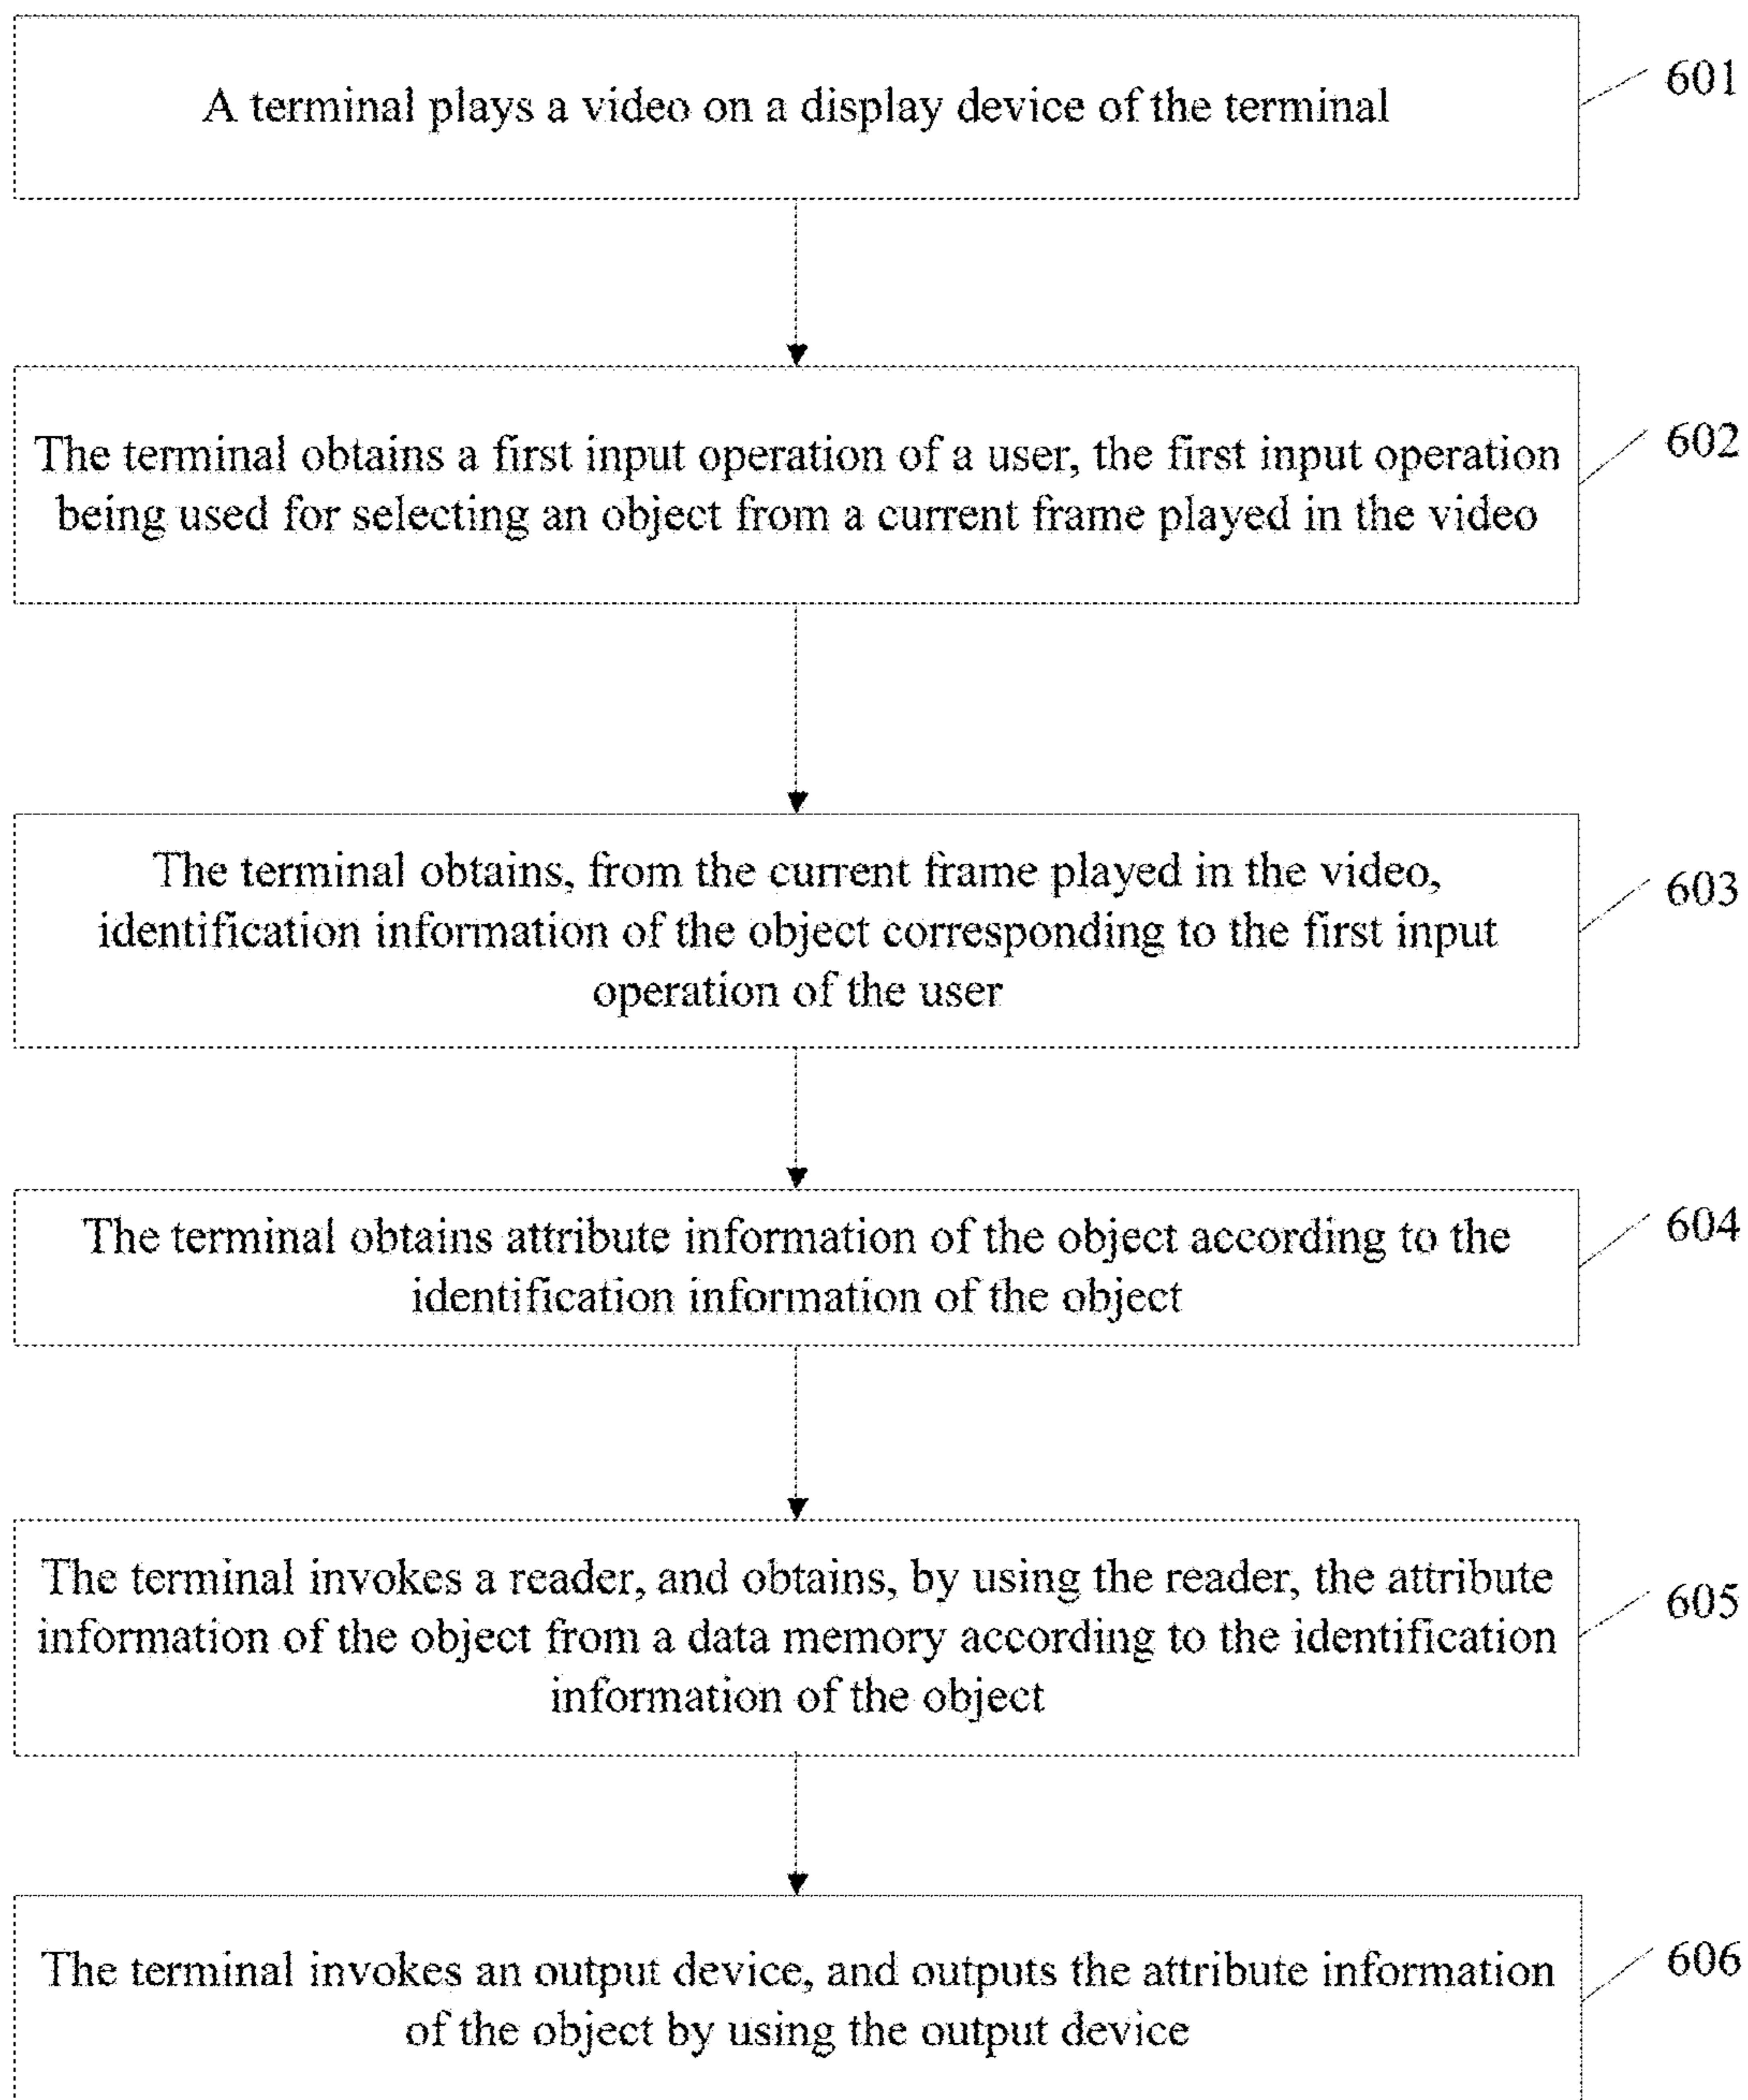 A terminal plays a video on a display device of the terminal
601
The terminal obtains a first input operation of a user, the first input operation
being used for selecting an object from a current frame played in the video
602
The terminal obtains, from the current frame played in the video,
identification information of the object corresponding to the first input
operation of the user
603
The terminal obtains attribute information of the object according to the
identification information of the object
604
The terminal invokes a reader, and obtains, by using the reader, the attribute
information of the object from a data memory according to the identification
information of the object
605
The terminal invokes an output device, and outputs the attribute information
of the object by using the output device
606